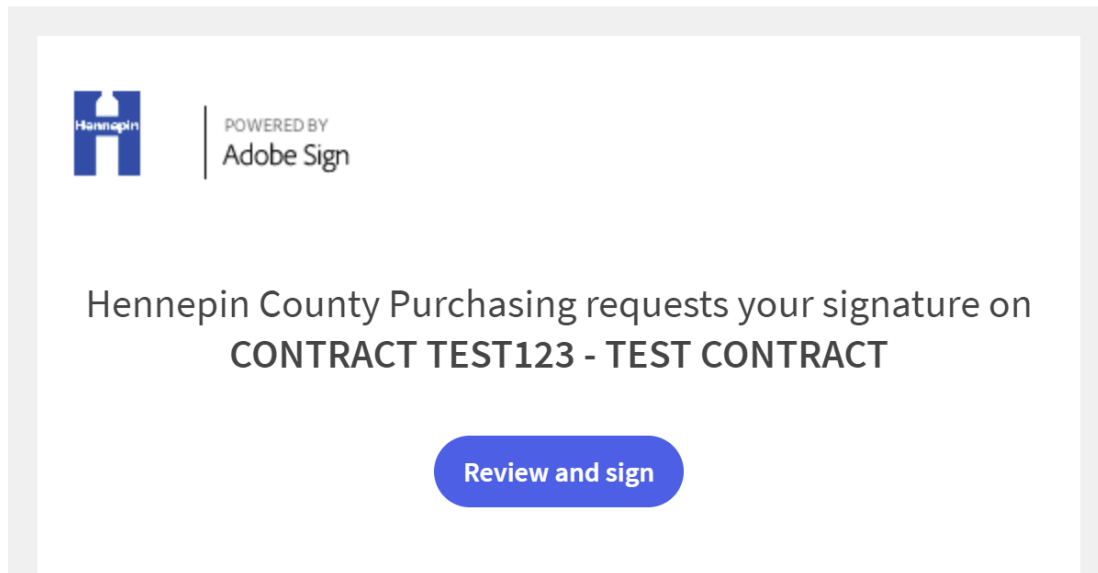 Hennepin
POWERED BY
Adobe Sign
Hennepin County Purchasing requests your signature on
CONTRACT TEST123 - TEST CONTRACT
Review and sign